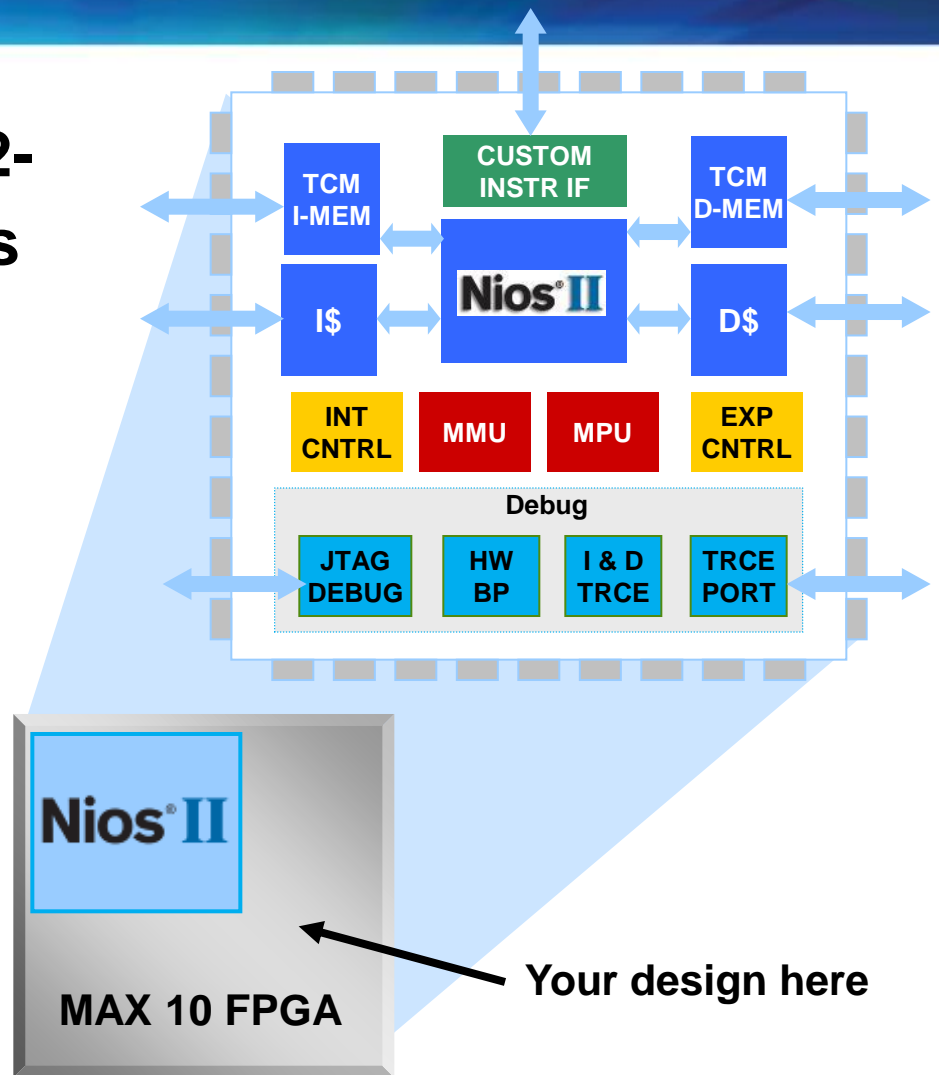 2-
s
CUSTOM
INSTR IF
TCM
I-MEM
TCM
D-MEM
Nios® II
I$
D$
INT
CNTRL
MMU
MPU
EXP
CNTRL
Debug
JTAG
DEBUG
HW
BP
I & D
TRCE
TRCE
PORT
Nios® II
Your design here
MAX 10 FPGA